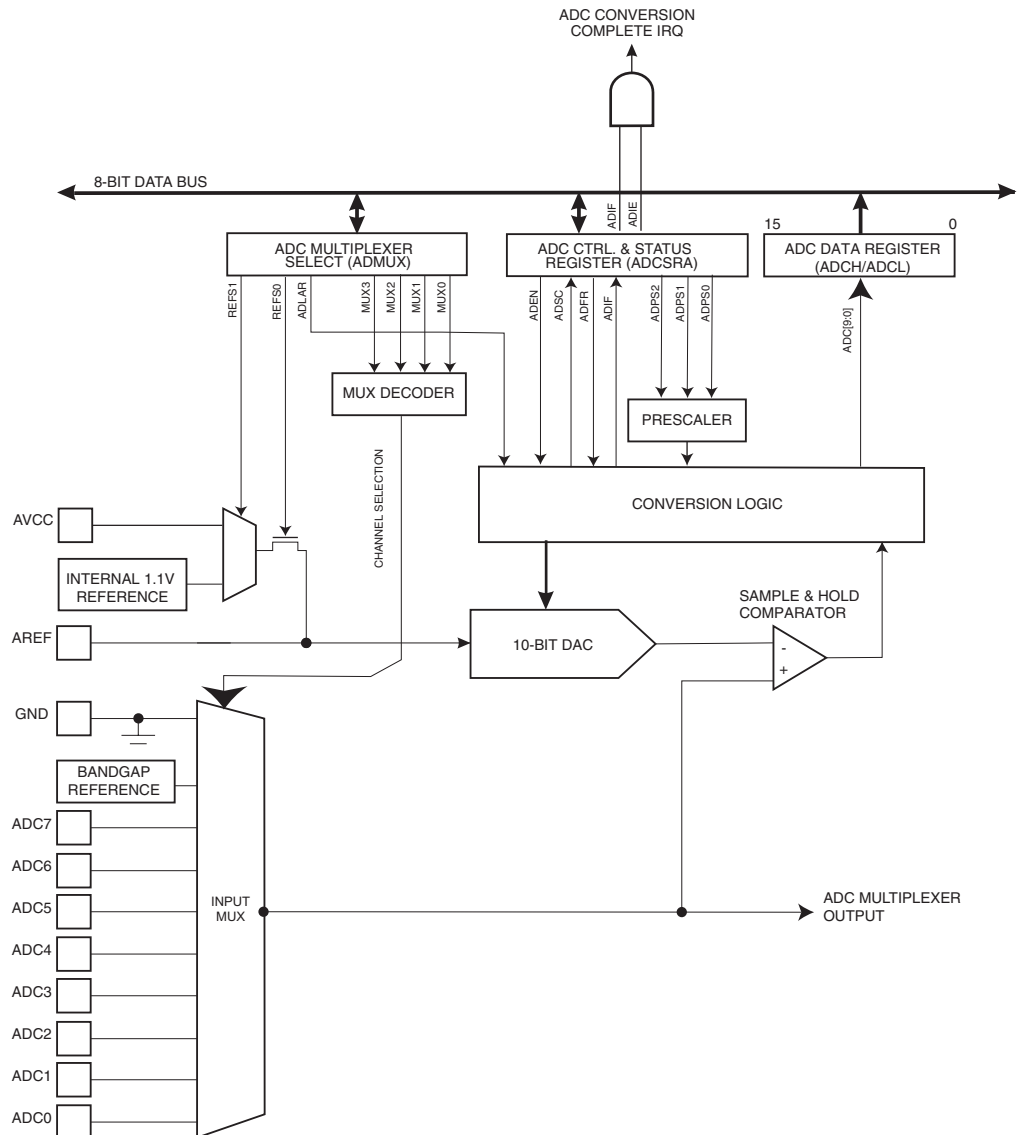 ADC CONVERSION
COMPLETE IRQ
8-BIT DATA BUS
ADIF
ADIE
15
0
ADC MULTIPLEXER
SELECT (ADMUX)
ADC CTRL. & STATUS
REGISTER (ADCSRA)
ADC DATA REGISTER
(ADCH/ADCL)
REFS1
REFS0
ADLAR
MUX3
MUX2
MUX1
MUX0
ADEN
ADSC
ADFR
ADIF
ADPS2
ADPS1
ADPS0
ADC[9:0]
MUX DECODER
PRESCALER
CHANNEL SELECTION
CONVERSION LOGIC
AVCC
INTERNAL 1.1V
REFERENCE
SAMPLE & HOLD
COMPARATOR
AREF
10-BIT DAC
-
+
GND
BANDGAP
REFERENCE
ADC7
ADC6
ADC5
ADC4
ADC3
ADC2
ADC1
ADC0
INPUT
MUX
ADC MULTIPLEXER
OUTPUT